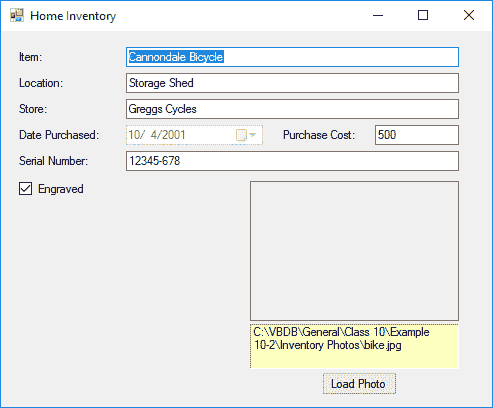 Home Inventory
Item: Cannondale Bicycle
Location: Storage Shed
Store: Greggs Cycles
Date Purchased: 10/ 4/2001 Purchase Cost: 500
Serial Number: 12345-678
Engraved
C:\VBDB\General\Class 10\Example
10-2\Inventory Photos\bike.jpg
Load Photo